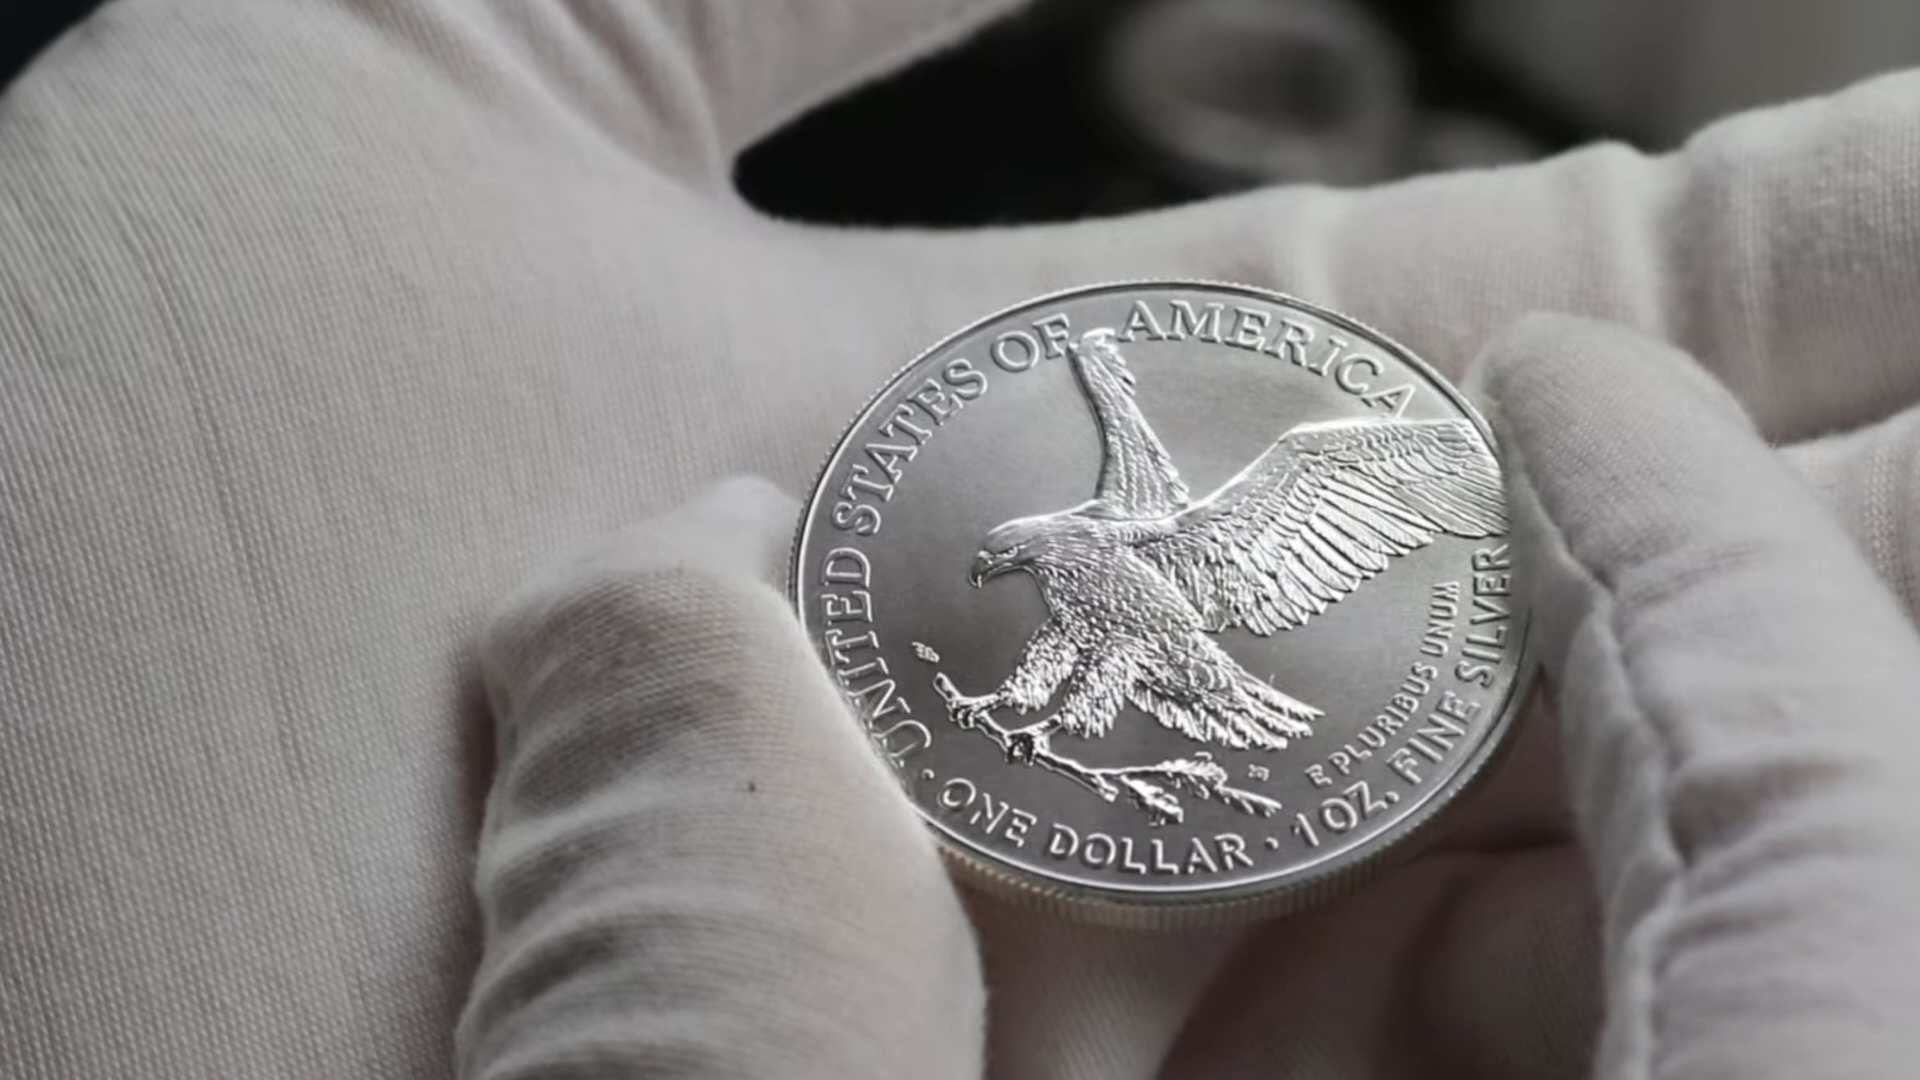 UNITED STATES OF AMERICA
E PLURIBUS UNUM
· ONE DOLLAR · 1 OZ. FINE SILVER